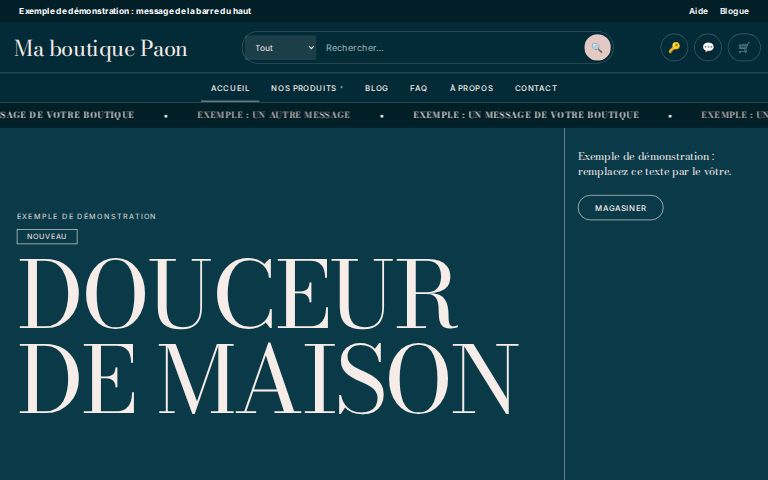 Exemple de démonstration : message de la barre du haut
Aide
Blogue
Ma boutique Paon
Tout
Rechercher...
ACCUEIL
NOS PRODUITS
BLOG
FAQ
À PROPOS
CONTACT
SAGE DE VOTRE BOUTIQUE • EXEMPLE : UN AUTRE MESSAGE • EXEMPLE : UN MESSAGE DE VOTRE BOUTIQUE • EXEMPLE : UN
Exemple de démonstration :
remplacez ce texte par le vôtre.
MAGASINER
EXEMPLE DE DÉMONSTRATION
NOUVEAU
DOUCEUR
DE MAISON